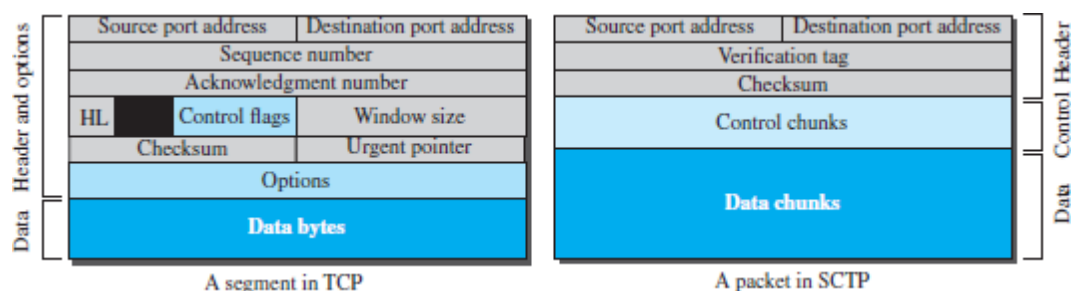 Header and options
Data
Source port address Destination port address
Sequence number
Acknowledgment number
HL Control flags Window size
Checksum Urgent pointer
Options
Data bytes
A segment in TCP
Source port address Destination port address
Verification tag
Checksum
Control chunks
Data chunks
A packet in SCTP
Header
Control
Data